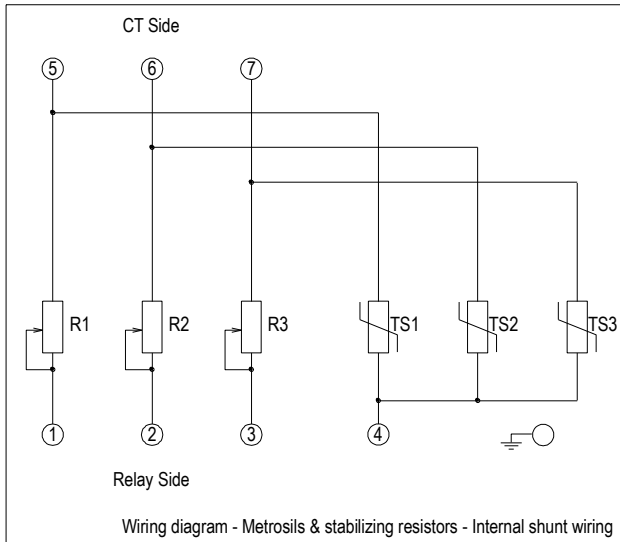 CT Side
5 6 7
R1 R2 R3 TS1 TS2 TS3
1 2 3 4
Relay Side
Wiring diagram - Metrosils & stabilizing resistors - Internal shunt wiring